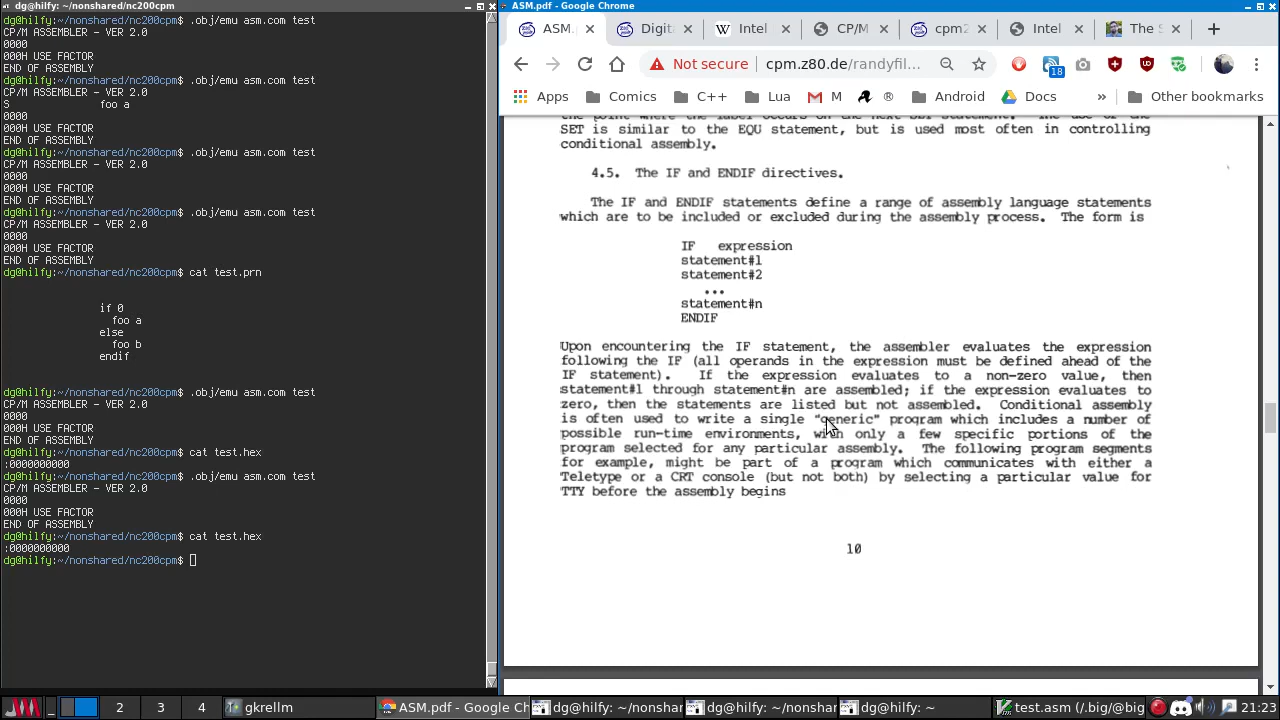 dg@hilfy: ~/nonshared/nc200cpm
dg@hilfy:~/nonshared/nc200cpm$ .obj/emu asm.com test
CP/M ASSEMBLER - VER 2.0
0000
000H USE FACTOR
END OF ASSEMBLY
dg@hilfy:~/nonshared/nc200cpm$ .obj/emu asm.com test
CP/M ASSEMBLER - VER 2.0
S foo a
0000
000H USE FACTOR
END OF ASSEMBLY
dg@hilfy:~/nonshared/nc200cpm$ .obj/emu asm.com test
CP/M ASSEMBLER - VER 2.0
0000
000H USE FACTOR
END OF ASSEMBLY
dg@hilfy:~/nonshared/nc200cpm$ .obj/emu asm.com test
CP/M ASSEMBLER - VER 2.0
0000
000H USE FACTOR
END OF ASSEMBLY
dg@hilfy:~/nonshared/nc200cpm$ cat test.prn
if 0
foo a
else
foo b
endif
dg@hilfy:~/nonshared/nc200cpm$ .obj/emu asm.com test
CP/M ASSEMBLER - VER 2.0
0000
000H USE FACTOR
END OF ASSEMBLY
dg@hilfy:~/nonshared/nc200cpm$ cat test.hex
:0000000000
dg@hilfy:~/nonshared/nc200cpm$ .obj/emu asm.com test
CP/M ASSEMBLER - VER 2.0
0000
000H USE FACTOR
END OF ASSEMBLY
dg@hilfy:~/nonshared/nc200cpm$ cat test.hex
:0000000000
dg@hilfy:~/nonshared/nc200cpm$
ASM.pdf - Google Chrome
ASM. Digit Intel CP/M cpm2 Intel The S
Not secure cpm.z80.de/randyfil... 18
Apps Comics C++ Lua M ® Android Docs » Other bookmarks
the point where the label occurs on the next SET statement. The use of the
SET is similar to the EQU statement, but is used most often in controlling
conditional assembly.
4.5. The IF and ENDIF directives.
The IF and ENDIF statements define a range of assembly language statements
which are to be included or excluded during the assembly process. The form is
IF expression
statement#1
statement#2
...
statement#n
ENDIF
Upon encountering the IF statement, the assembler evaluates the expression
following the IF (all operands in the expression must be defined ahead of the
IF statement). If the expression evaluates to a non-zero value, then
statement#1 through statement#n are assembled; if the expression evaluates to
zero, then the statements are listed but not assembled. Conditional assembly
is often used to write a single "generic" program which includes a number of
possible run-time environments, with only a few specific portions of the
program selected for any particular assembly. The following program segments
for example, might be part of a program which communicates with either a
Teletype or a CRT console (but not both) by selecting a particular value for
TTY before the assembly begins
10
2 3 4 gkrellm ASM.pdf - Google Ch dg@hilfy: ~/nonshar dg@hilfy: ~/nonshar dg@hilfy: ~ test.asm (/.big/@big 21:23